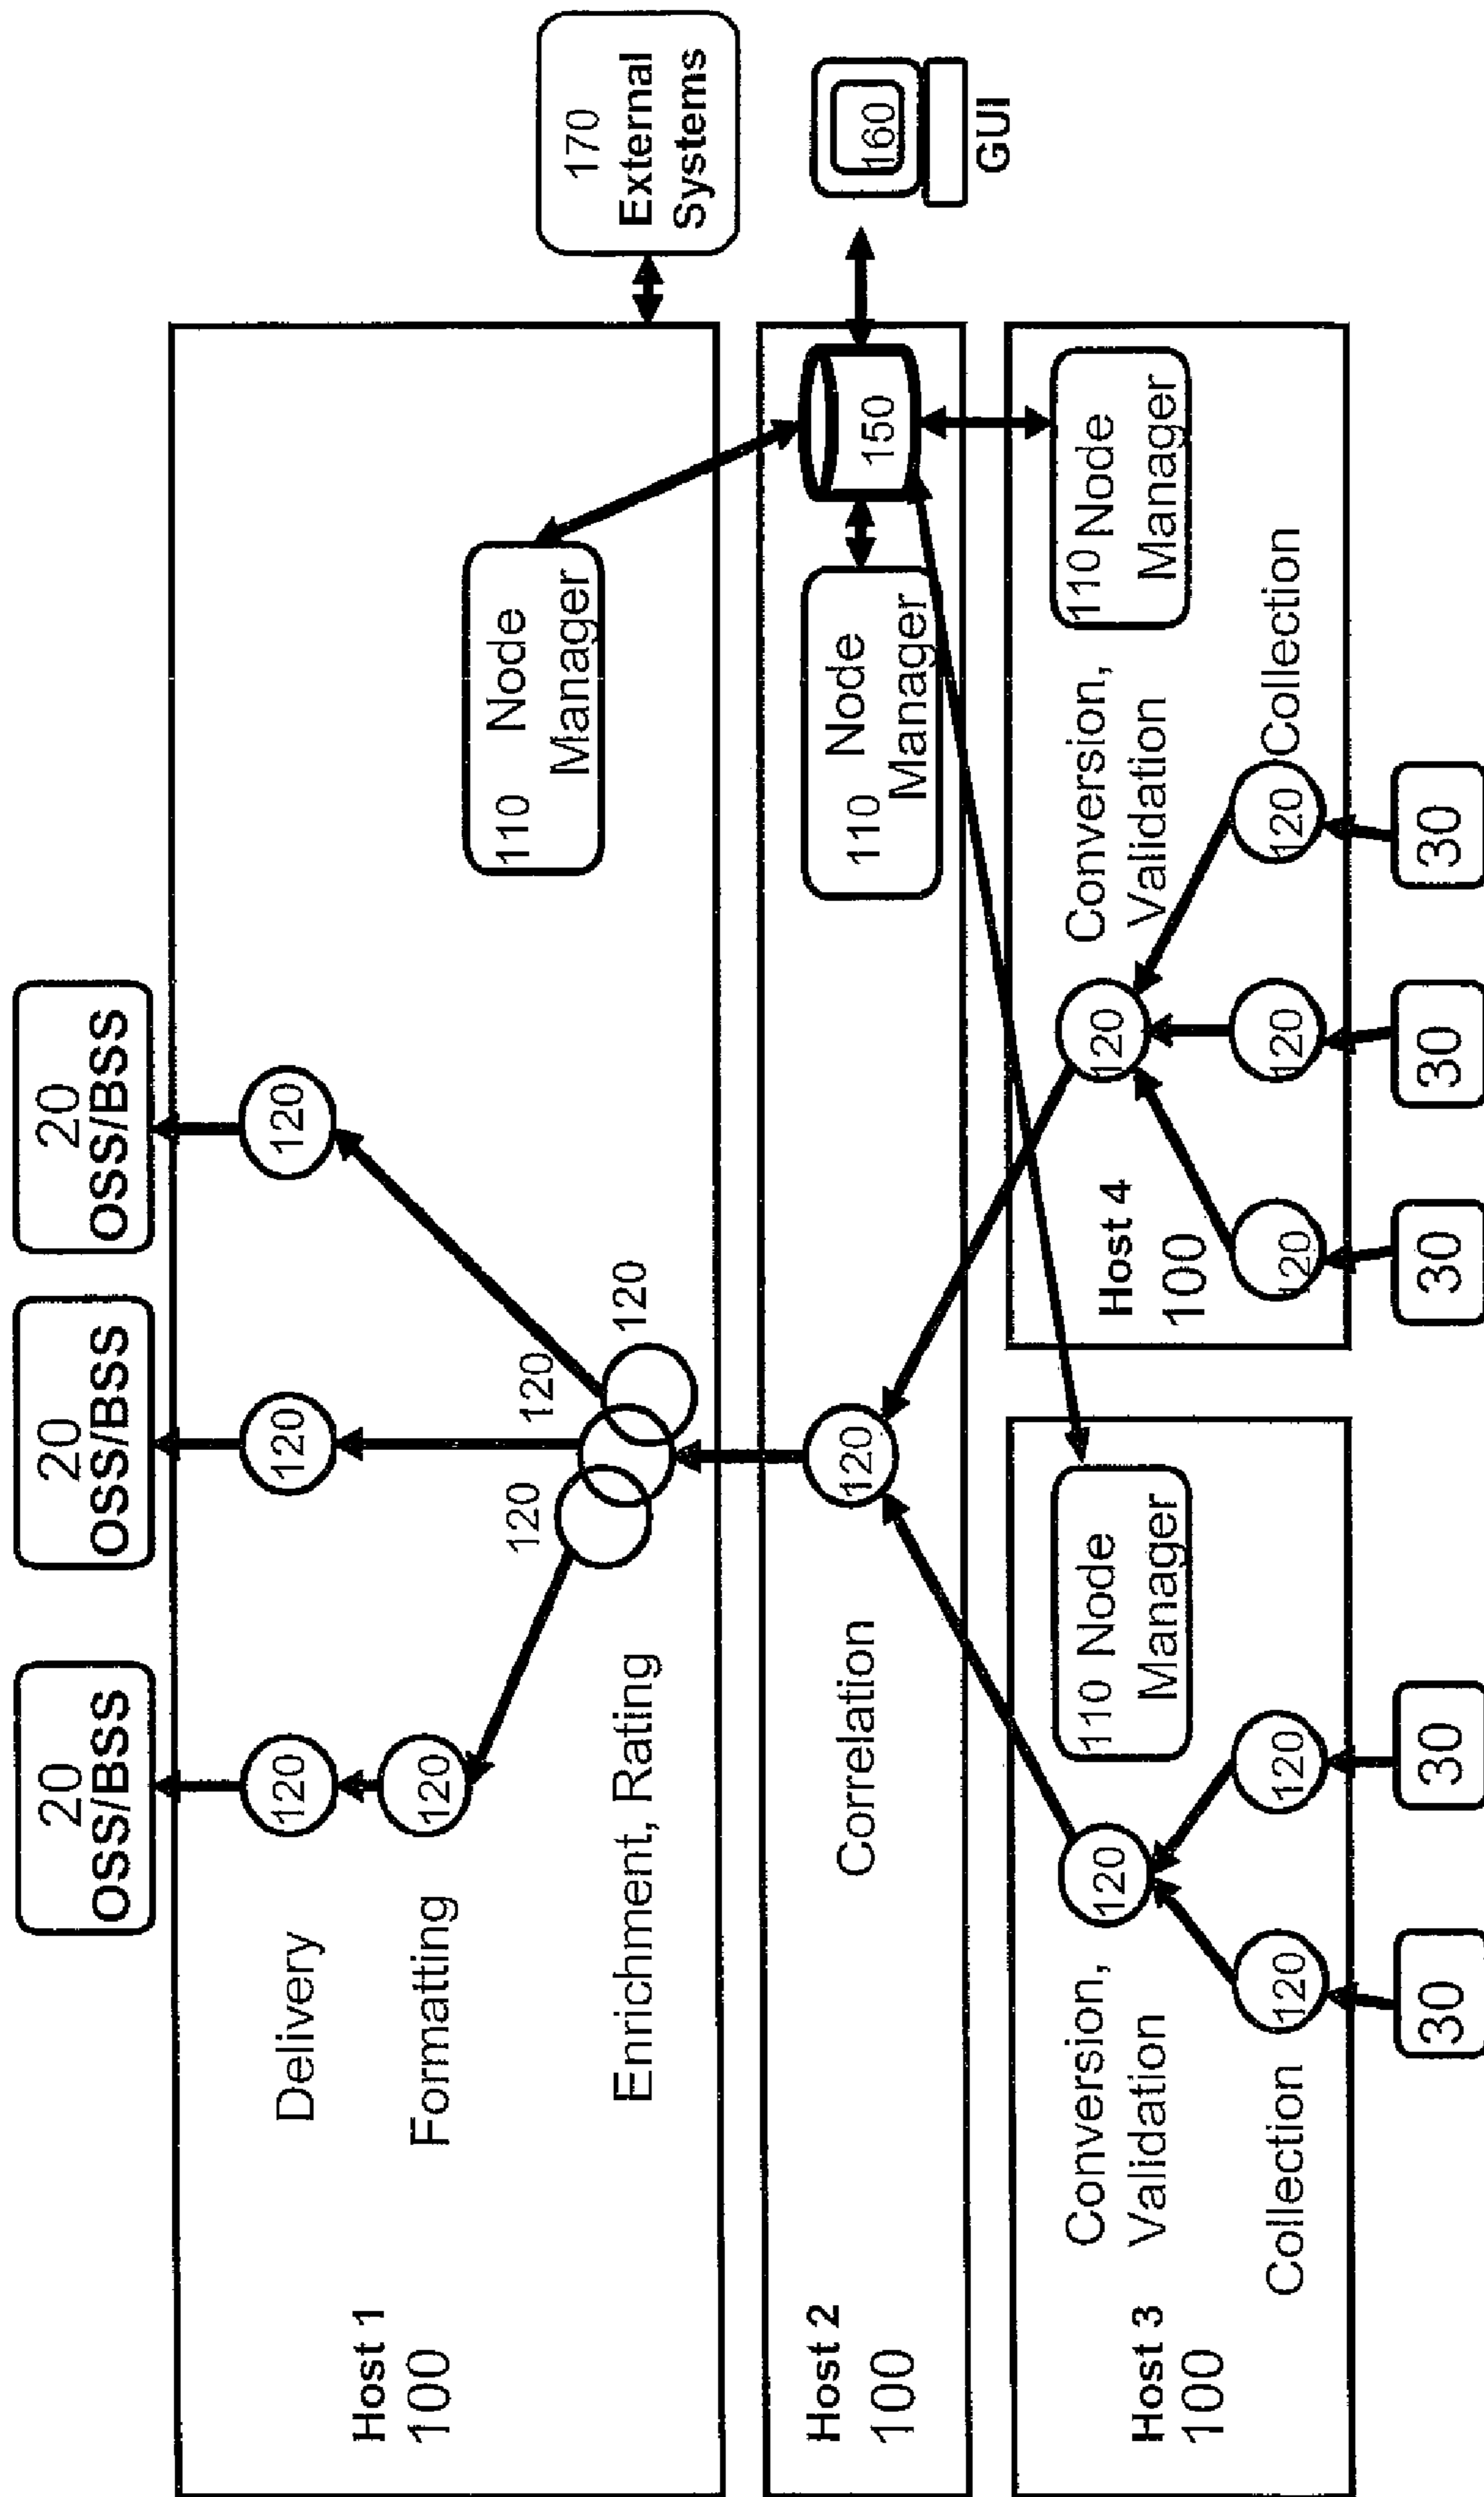 20
OSS/BSS
20
OSS/BSS
20
OSS/BSS
Host 1
100
Delivery
120
120
120
Formatting
120
Enrichment, Rating
120
120
120
110 Node
Manager
170
External
Systems
Host 2
100
Correlation
120
110 Node
Manager
150
160
GUI
Host 3
100
Conversion,
Validation
120
110 Node
Manager
Collection
120
120
Host 4
100
120
Conversion,
Validation
110 Node
Manager
120
120
120
Collection
30
30
30
30
30